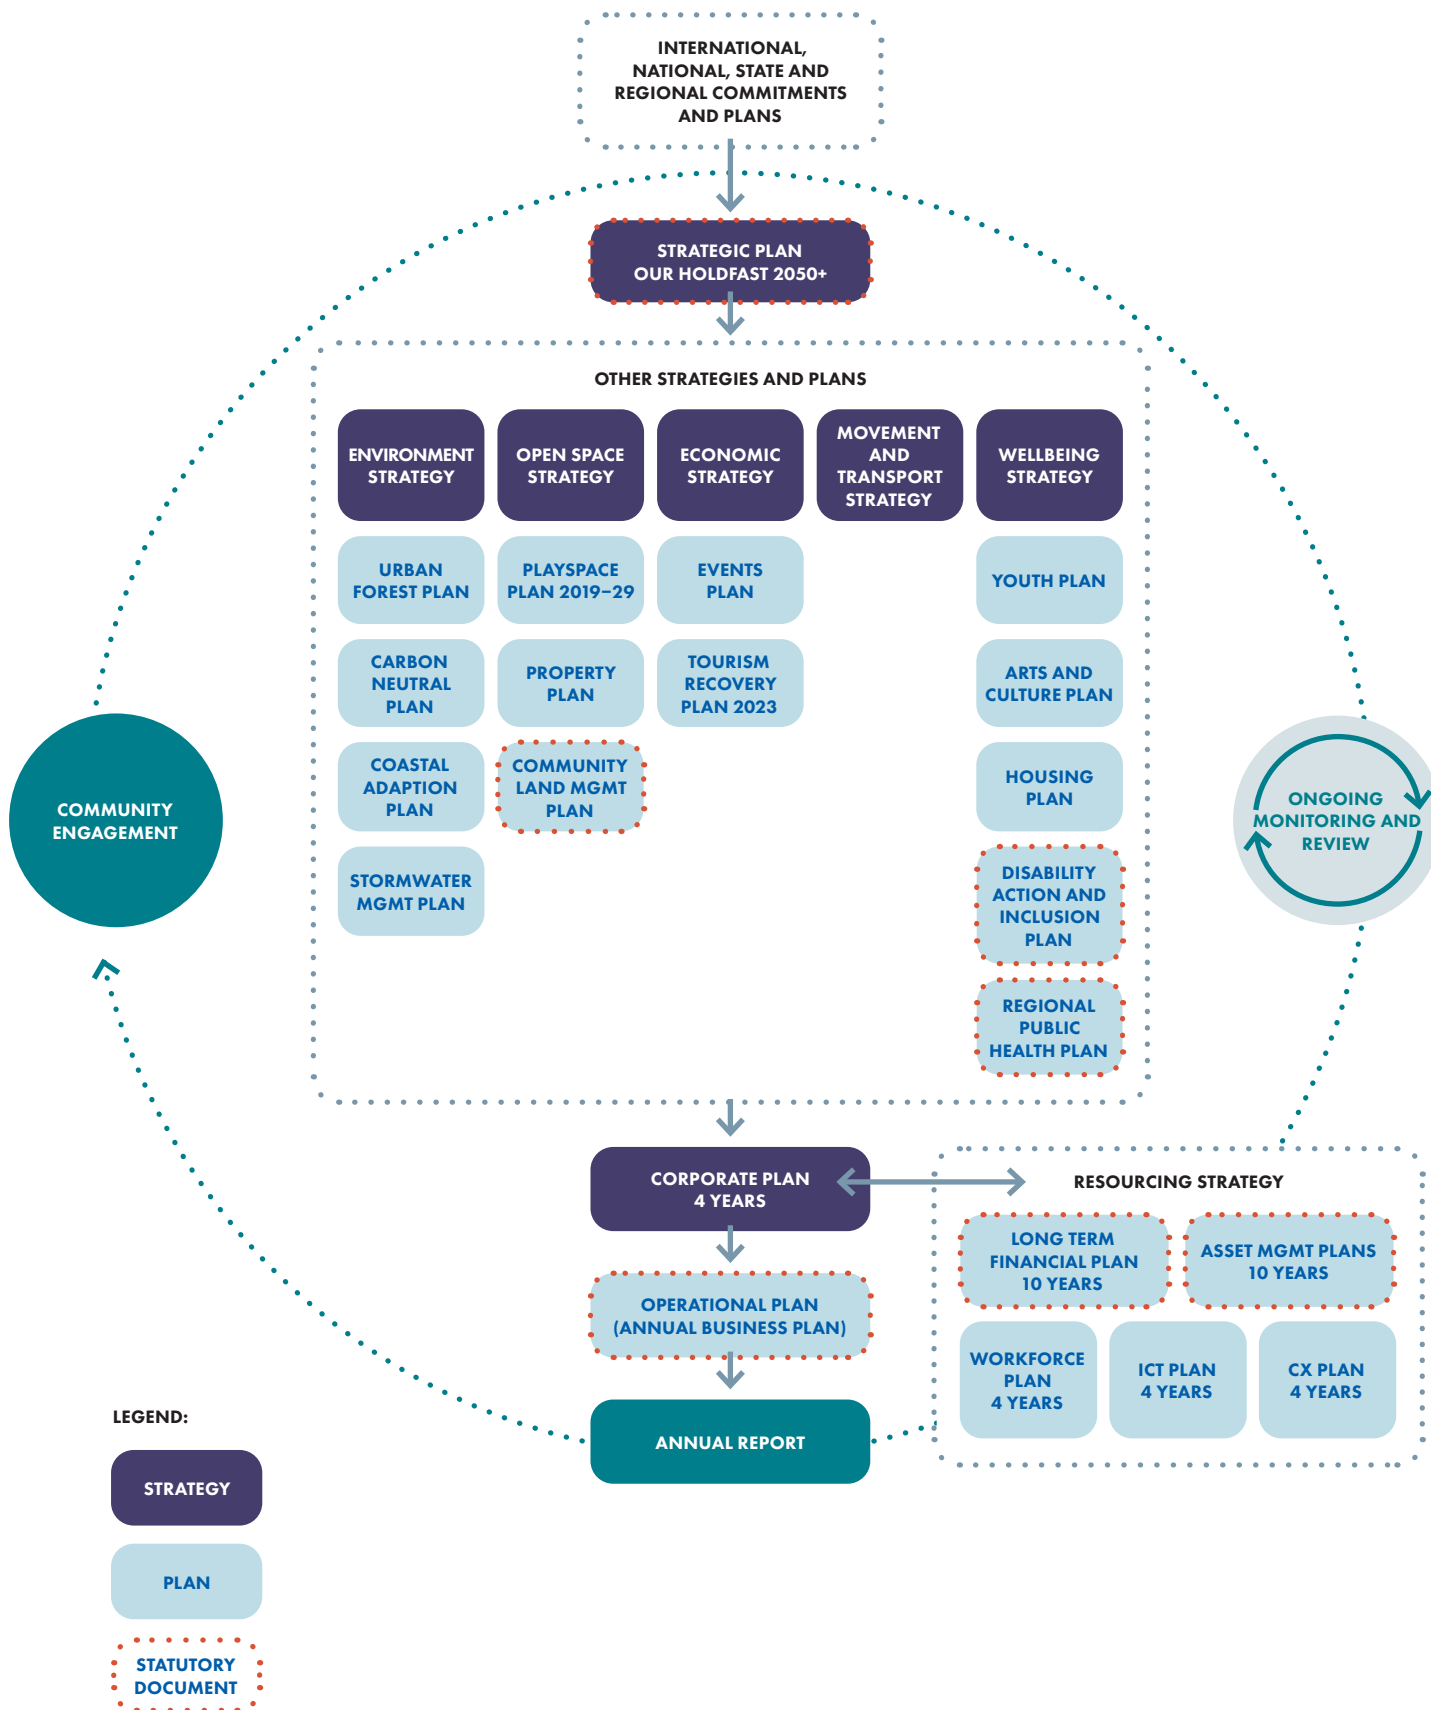 INTERNATIONAL,
NATIONAL, STATE AND
REGIONAL COMMITMENTS
AND PLANS
STRATEGIC PLAN
OUR HOLDFAST 2050+
OTHER STRATEGIES AND PLANS
ENVIRONMENT
STRATEGY
OPEN SPACE
STRATEGY
ECONOMIC
STRATEGY
MOVEMENT
AND
TRANSPORT
STRATEGY
WELLBEING
STRATEGY
URBAN
FOREST PLAN
PLAYSPACE
PLAN 2019–29
EVENTS
PLAN
YOUTH PLAN
CARBON
NEUTRAL
PLAN
PROPERTY
PLAN
TOURISM
RECOVERY
PLAN 2023
ARTS AND
CULTURE PLAN
COASTAL
ADAPTION
PLAN
COMMUNITY
LAND MGMT
PLAN
HOUSING
PLAN
STORMWATER
MGMT PLAN
DISABILITY
ACTION AND
INCLUSION
PLAN
REGIONAL
PUBLIC
HEALTH PLAN
COMMUNITY
ENGAGEMENT
ONGOING
MONITORING AND
REVIEW
CORPORATE PLAN
4 YEARS
RESOURCING STRATEGY
LONG TERM
FINANCIAL PLAN
10 YEARS
ASSET MGMT PLANS
10 YEARS
WORKFORCE
PLAN
4 YEARS
ICT PLAN
4 YEARS
CX PLAN
4 YEARS
OPERATIONAL PLAN
(ANNUAL BUSINESS PLAN)
ANNUAL REPORT
LEGEND:
STRATEGY
PLAN
STATUTORY
DOCUMENT